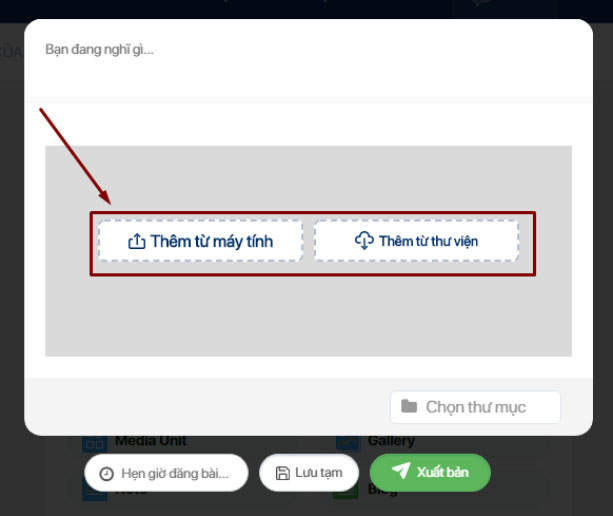 CỦA
Bạn đang nghĩ gì...
Thêm từ máy tính
Thêm từ thư viện
Chọn thư mục
Media Unit
Gallery
Hẹn giờ đăng bài...
Lưu tạm
Xuất bản